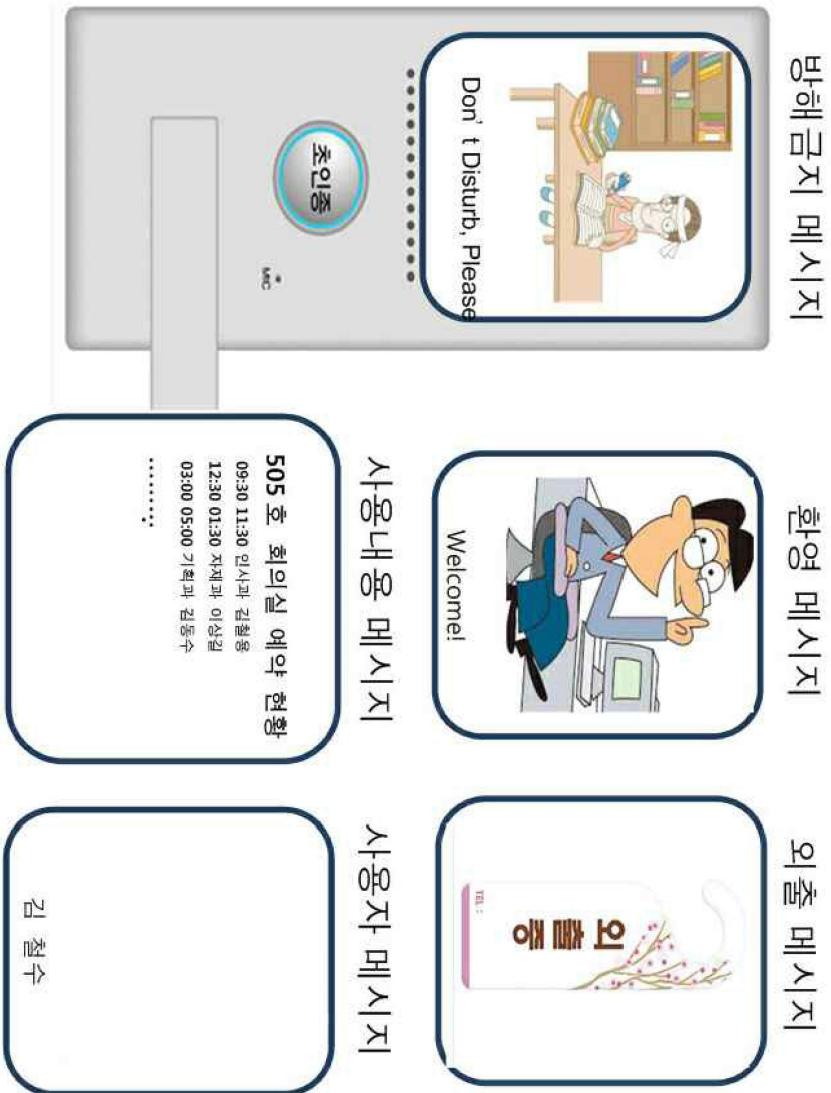 방해금지 메시지
Don't Disturb, Please
초인종
MIC
환영 메시지
Welcome!
외출 메시지
외출중
TEL :
사용내용 메시지
505 호 회의실 예약 현황
09:30 11:30 인사과 김철용
12:30 01:30 자재과 이상길
03:00 05:00 기획과 김동수
.........
사용자 메시지
김 철수